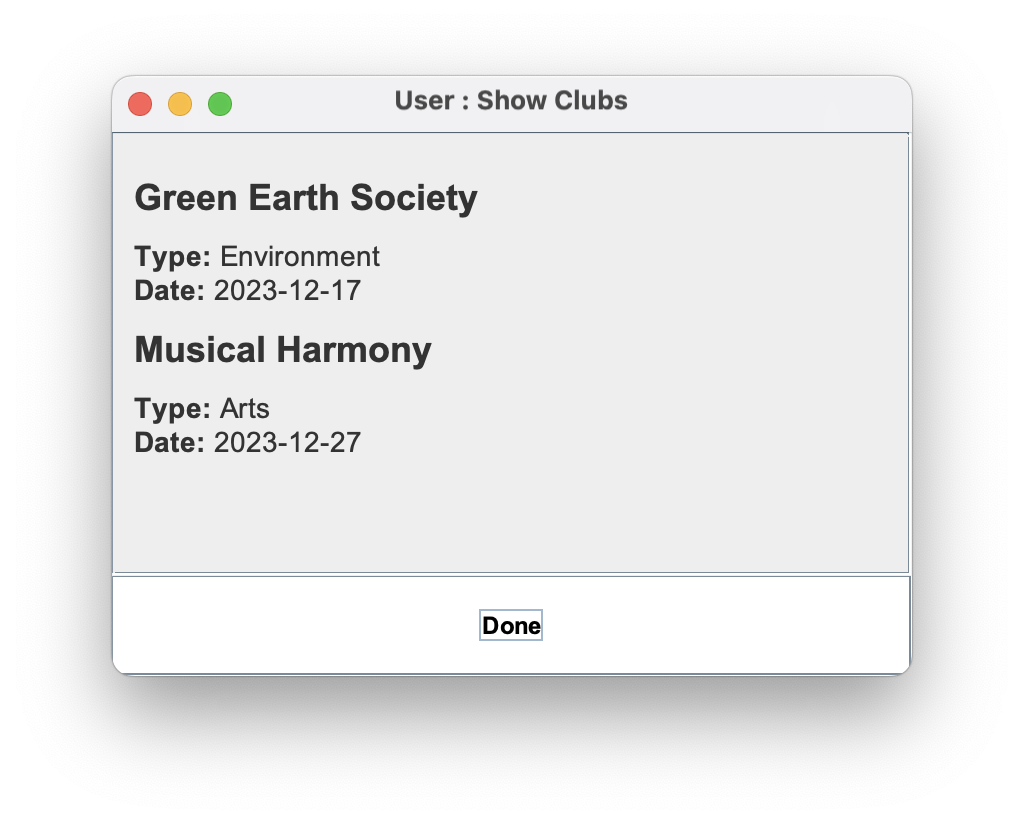 User : Show Clubs
Green Earth Society
Type: Environment
Date: 2023-12-17
Musical Harmony
Type: Arts
Date: 2023-12-27
Done